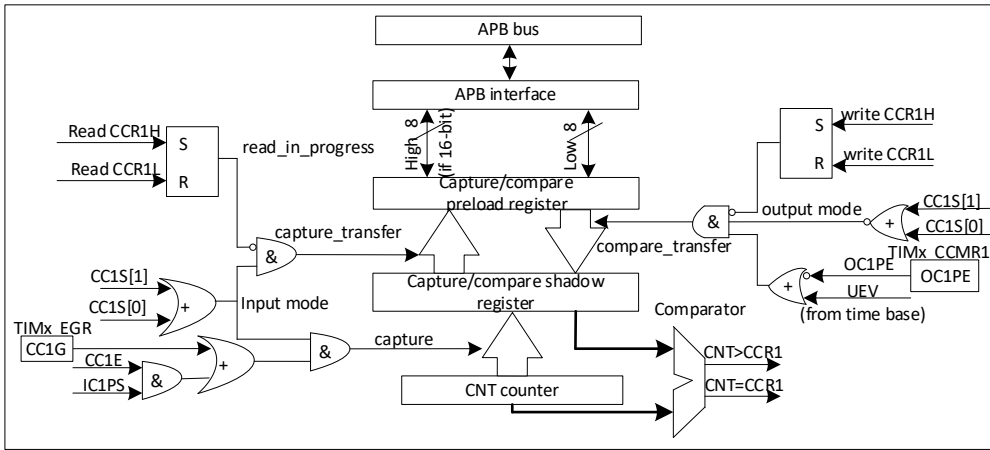 APB bus
APB interface
High 8
(if 16-bit)
Low 8
Read CCR1H
Read CCR1L
S
R
read_in_progress
write CCR1H
write CCR1L
S
R
Capture/compare
preload register
CC1S[1]
CC1S[0]
output mode
+
&
capture_transfer
&
compare_transfer
TIMx_CCMR1
OC1PE
OC1PE
UEV
+
(from time base)
CC1S[1]
CC1S[0]
+
Input mode
Capture/compare shadow
register
Comparator
TIMx_EGR
CC1G
CC1E
IC1PS
&
+
&
capture
CNT>CCR1
CNT=CCR1
CNT counter